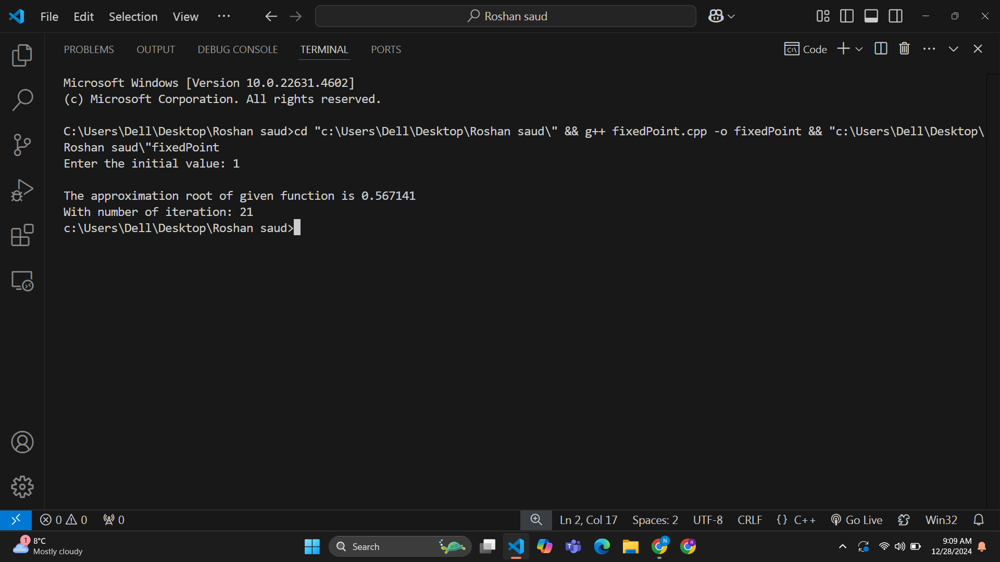 File Edit Selection View ··· Roshan saud
PROBLEMS OUTPUT DEBUG CONSOLE TERMINAL PORTS Code
Microsoft Windows [Version 10.0.22631.4602]
(c) Microsoft Corporation. All rights reserved.
C:\Users\Dell\Desktop\Roshan saud>cd "c:\Users\Dell\Desktop\Roshan saud\" && g++ fixedPoint.cpp -o fixedPoint && "c:\Users\Dell\Desktop\
Roshan saud\"fixedPoint
Enter the initial value: 1
The approximation root of given function is 0.567141
With number of iteration: 21
c:\Users\Dell\Desktop\Roshan saud>
0 0 0 Ln 2, Col 17 Spaces: 2 UTF-8 CRLF {} C++ Go Live Win32
1 8°C
Mostly cloudy
Search
N
R
9:09 AM
12/28/2024